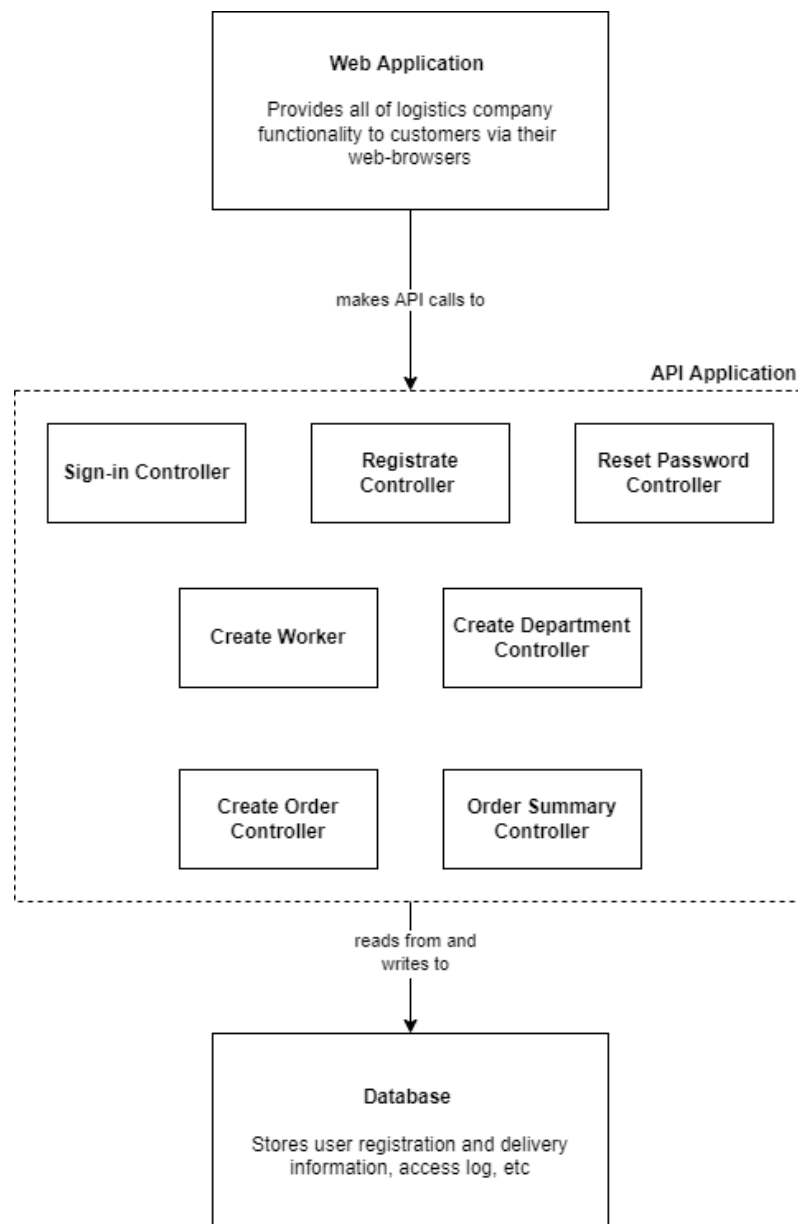 Web Application
Provides all of logistics company
functionality to customers via their
web-browsers
makes API calls to
API Application
Sign-in Controller
Registrate
Controller
Reset Password
Controller
Create Worker
Create Department
Controller
Create Order
Controller
Order Summary
Controller
reads from and
writes to
Database
Stores user registration and delivery
information, access log, etc